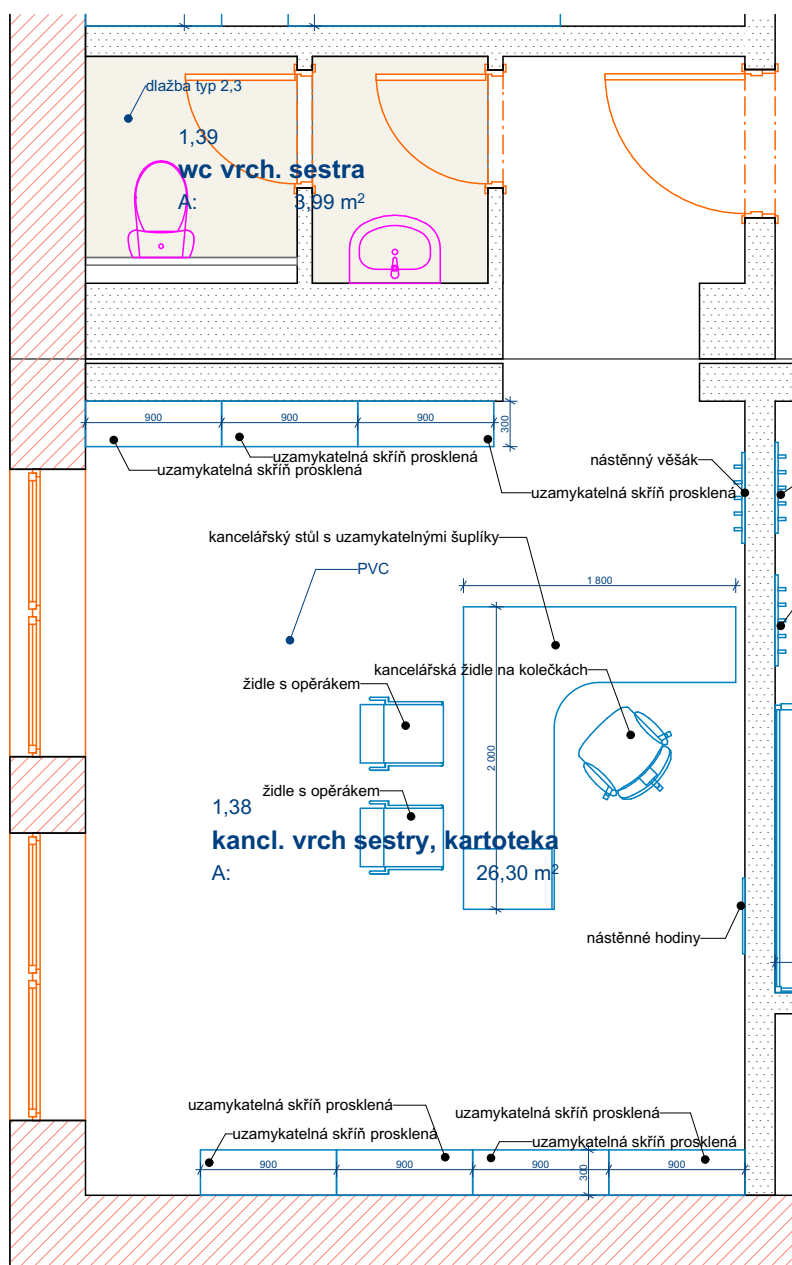 dlažba typ 2,3
1,39
wc vrch. sestra
A: 3,99 m²
900 900 900 300
uzamykatelná skříň prosklená
uzamykatelná skříň prosklená
uzamykatelná skříň prosklená
nástěnný věšák
kancelářský stůl s uzamykatelnými šuplíky
PVC
1 800
kancelářská židle na kolečkách
židle s opěrákem
2 000
židle s opěrákem
1,38
kancl. vrch sestry, kartoteka
A: 26,30 m²
nástěnné hodiny
uzamykatelná skříň prosklená
uzamykatelná skříň prosklená
uzamykatelná skříň prosklená
uzamykatelná skříň prosklená
900 900 900 300 900